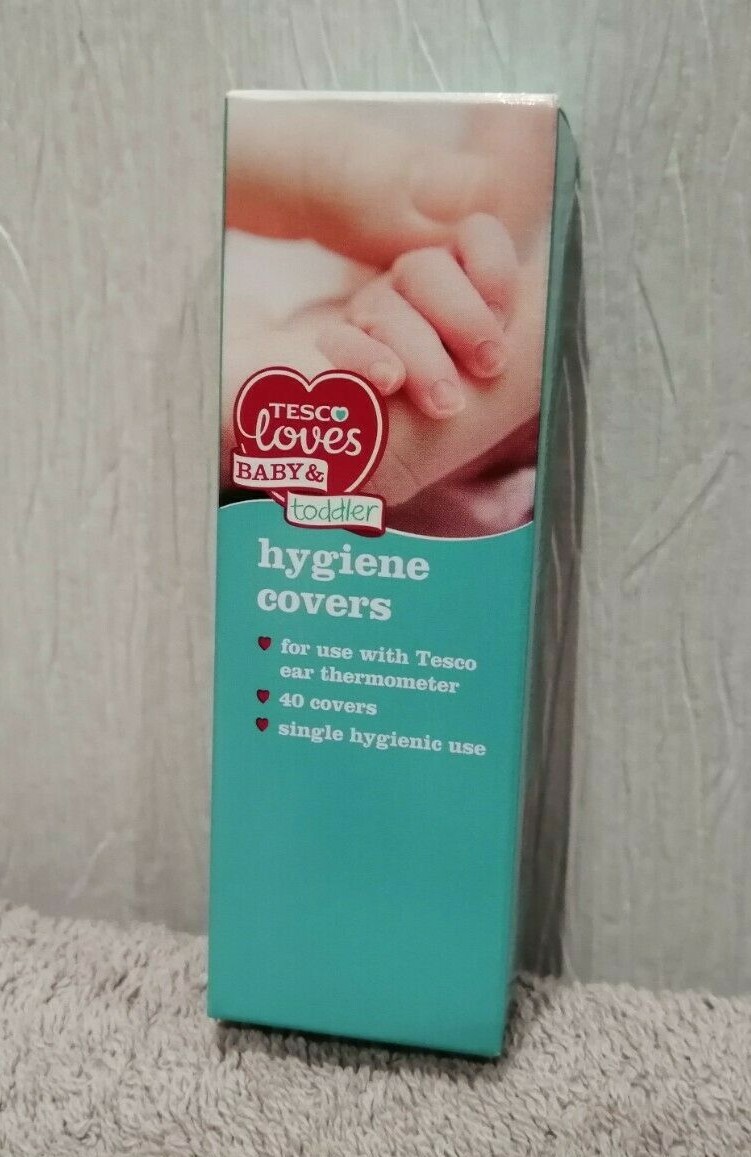 TESCO
loves
BABY &
toddler
hygiene
covers
for use with Tesco
ear thermometer
40 covers
single hygienic use